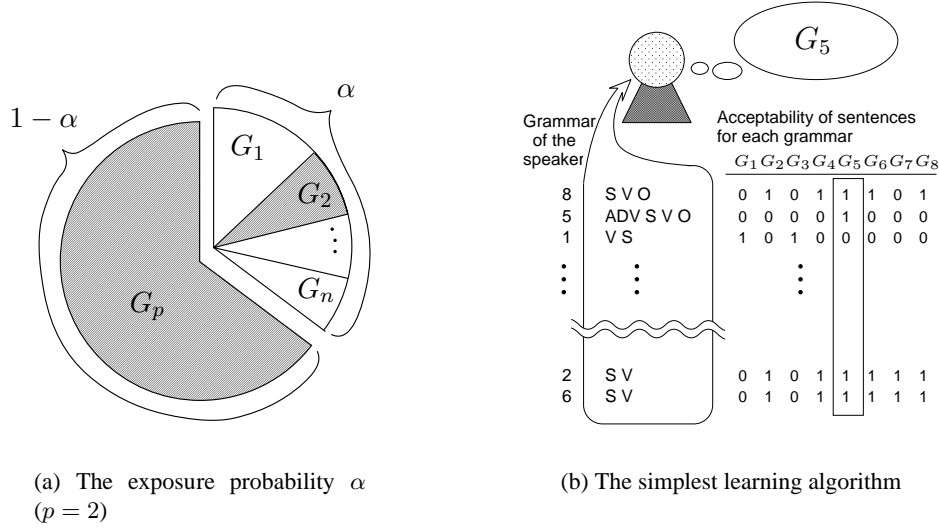 1 − α
α
G1
G2
⋮
Gn
Gp
(a) The exposure probability α
(p = 2)
G5
Grammar
of the
speaker
Acceptability of sentences
for each grammar
G1 G2 G3 G4 G5 G6 G7 G8
8 S V O 0 1 0 1 1 1 0 1
5 ADV S V O 0 0 0 0 1 0 0 0
1 V S 1 0 1 0 0 0 0 0
⋮ ⋮ ⋮
2 S V 0 1 0 1 1 1 1 1
6 S V 0 1 0 1 1 1 1 1
(b) The simplest learning algorithm